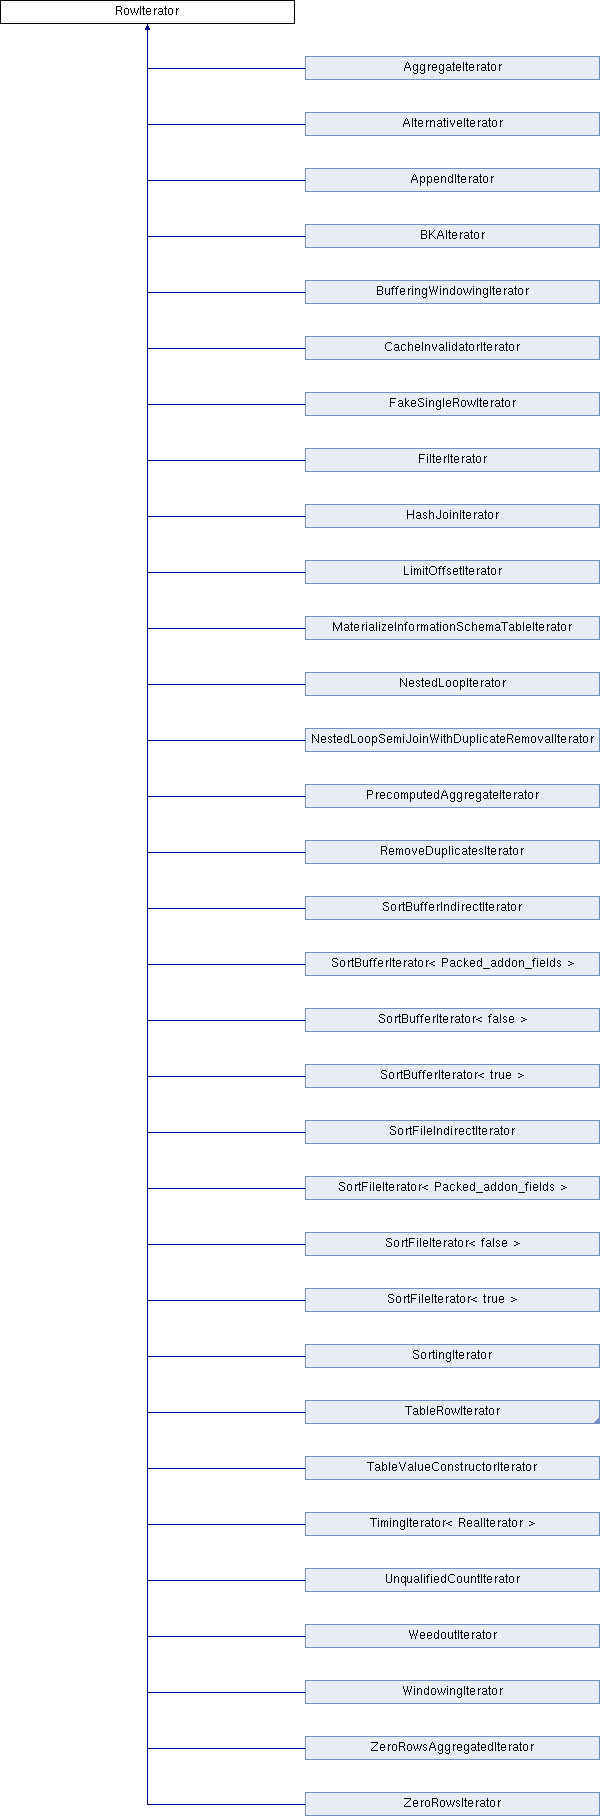 RowIterator
AggregateIterator
AlternativeIterator
AppendIterator
BKAIterator
BufferingWindowingIterator
CacheInvalidatorIterator
FakeSingleRowIterator
FilterIterator
HashJoinIterator
LimitOffsetIterator
MaterializeInformationSchemaTableIterator
NestedLoopIterator
NestedLoopSemiJoinWithDuplicateRemovalIterator
PrecomputedAggregateIterator
RemoveDuplicatesIterator
SortBufferIndirectIterator
SortBufferIterator< Packed_addon_fields >
SortBufferIterator< false >
SortBufferIterator< true >
SortFileIndirectIterator
SortFileIterator< Packed_addon_fields >
SortFileIterator< false >
SortFileIterator< true >
SortingIterator
TableRowIterator
TableValueConstructorIterator
TimingIterator< RealIterator >
UnqualifiedCountIterator
WeedoutIterator
WindowingIterator
ZeroRowsAggregatedIterator
ZeroRowsIterator